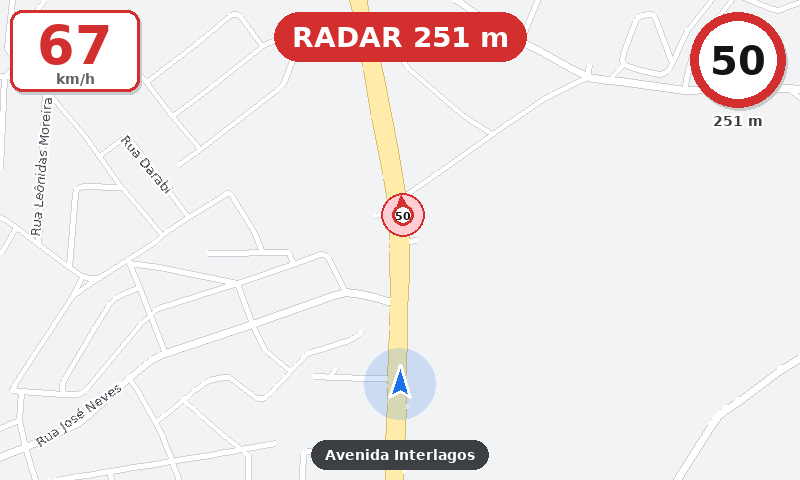 67
km/h
RADAR 251 m
50
251 m
Rua Leônidas Moreira
Rua Darabi
50
Rua José Neves
Avenida Interlagos